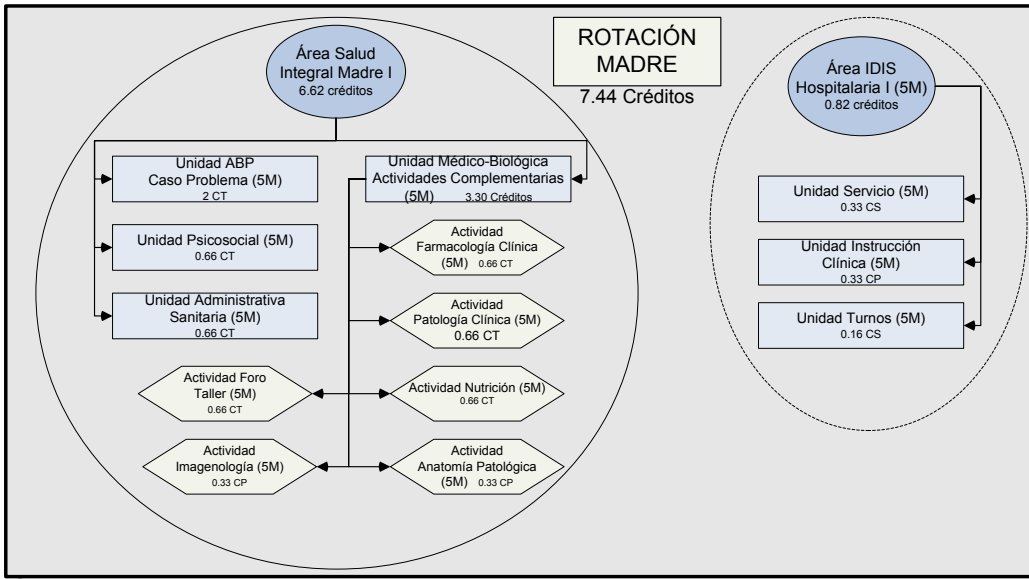 Área Salud
Integral Madre I
6.62 créditos
ROTACIÓN
MADRE
7.44 Créditos
Área IDIS
Hospitalaria I (5M)
0.82 créditos
Unidad ABP
Caso Problema (5M)
2 CT
Unidad Médico-Biológica
Actividades Complementarias
(5M) 3.30 Créditos
Unidad Psicosocial (5M)
0.66 CT
Actividad
Farmacología Clínica
(5M) 0.66 CT
Unidad Administrativa
Sanitaria (5M)
0.66 CT
Actividad
Patología Clínica (5M)
0.66 CT
Actividad Foro
Taller (5M)
0.66 CT
Actividad Nutrición (5M)
0.66 CT
Actividad
Imagenología (5M)
0.33 CP
Actividad
Anatomía Patológica
(5M) 0.33 CP
Unidad Servicio (5M)
0.33 CS
Unidad Instrucción
Clínica (5M)
0.33 CP
Unidad Turnos (5M)
0.16 CS